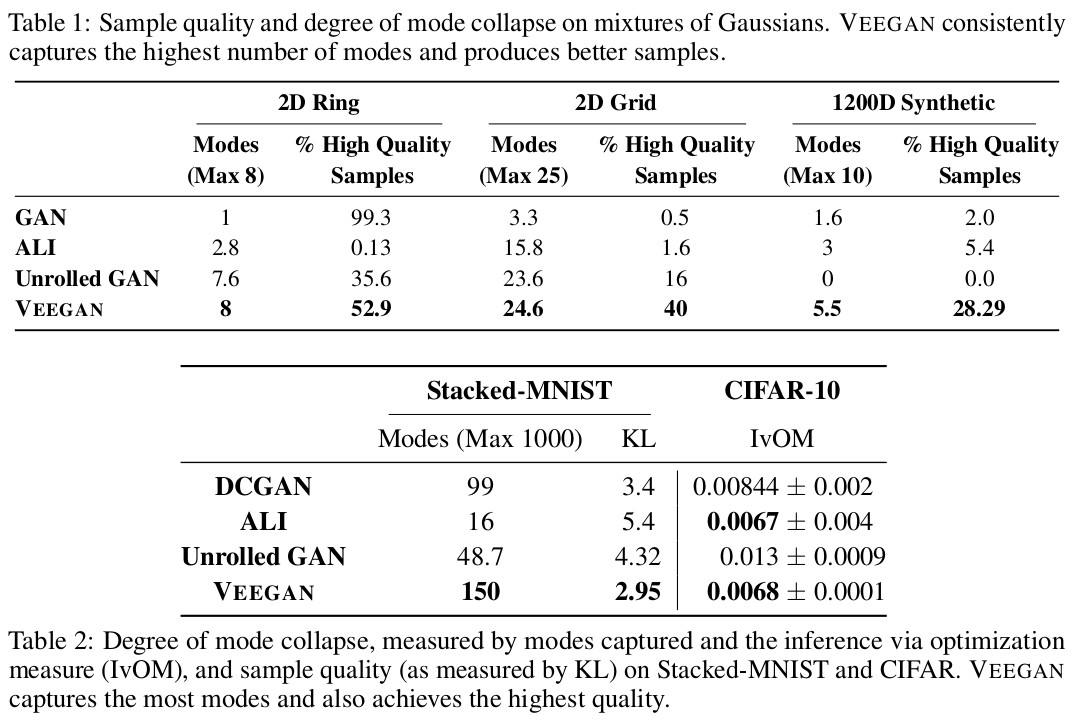 Table 1: Sample quality and degree of mode collapse on mixtures of Gaussians. VEEGAN consistently
captures the highest number of modes and produces better samples.
2D Ring 2D Grid 1200D Synthetic
Modes % High Quality Modes % High Quality Modes % High Quality
(Max 8) Samples (Max 25) Samples (Max 10) Samples
GAN 1 99.3 3.3 0.5 1.6 2.0
ALI 2.8 0.13 15.8 1.6 3 5.4
Unrolled GAN 7.6 35.6 23.6 16 0 0.0
VEEGAN 8 52.9 24.6 40 5.5 28.29
Stacked-MNIST CIFAR-10
Modes (Max 1000) KL IvOM
DCGAN 99 3.4 0.00844 ± 0.002
ALI 16 5.4 0.0067 ± 0.004
Unrolled GAN 48.7 4.32 0.013 ± 0.0009
VEEGAN 150 2.95 0.0068 ± 0.0001
Table 2: Degree of mode collapse, measured by modes captured and the inference via optimization
measure (IvOM), and sample quality (as measured by KL) on Stacked-MNIST and CIFAR. VEEGAN
captures the most modes and also achieves the highest quality.